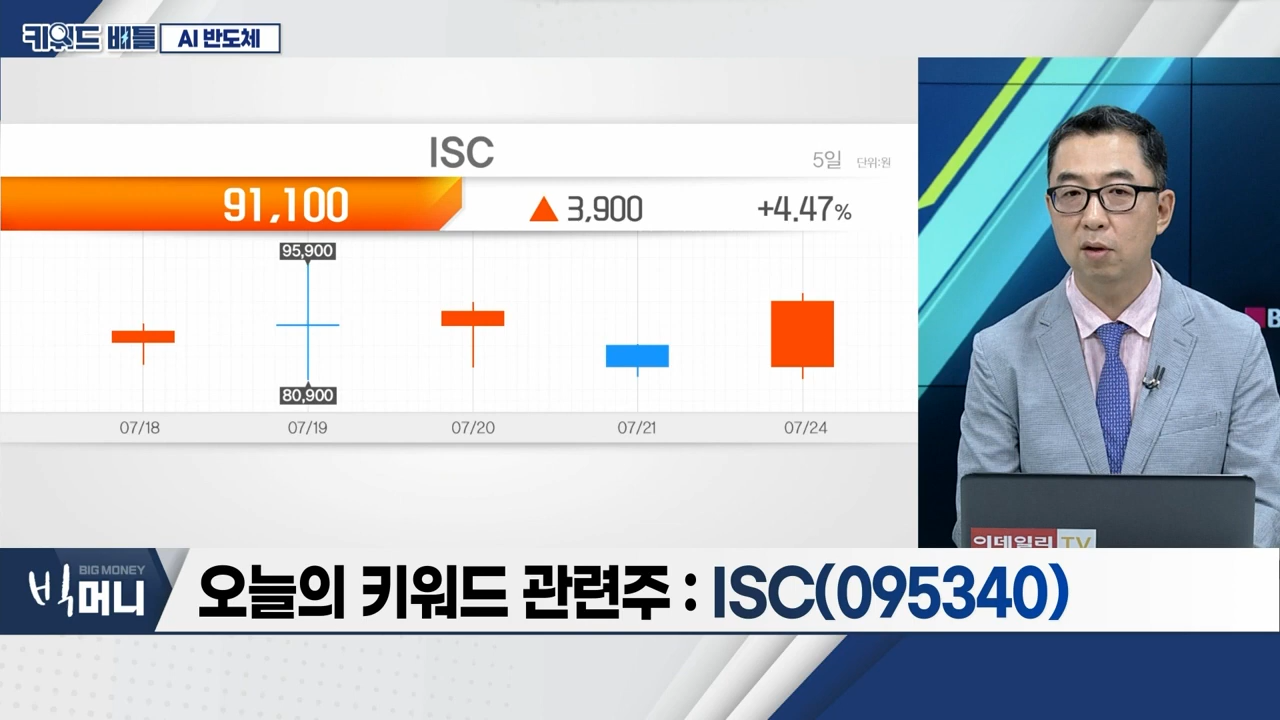 키워드 배틀
AI 반도체
ISC
5일 단위:원
91,100
▲ 3,900
+4.47%
95,900
80,900
07/18
07/19
07/20
07/21
07/24
B
이데일리 TV
BIG MONEY
빅머니
오늘의 키워드 관련주 : ISC(095340)